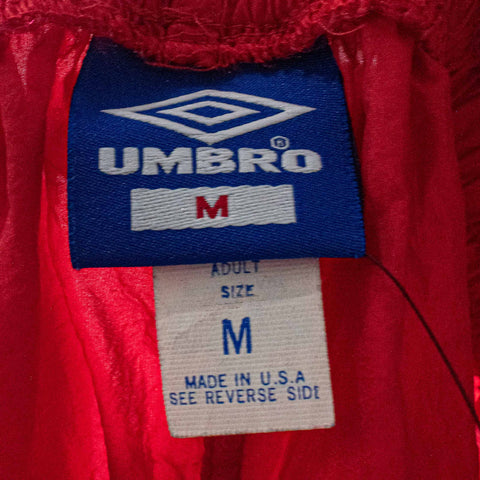 UMBRO®
M
ADULT
SIZE
M
MADE IN U.S.A
SEE REVERSE SIDE